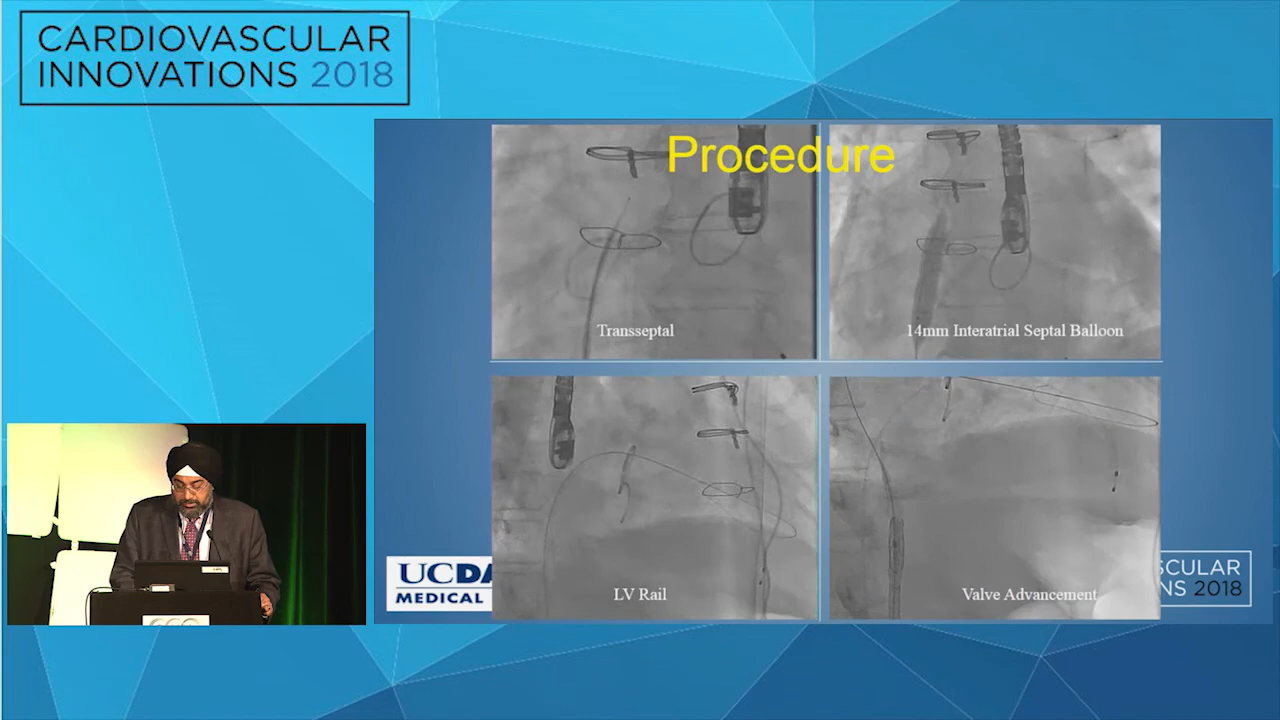 CARDIOVASCULAR
INNOVATIONS 2018
Procedure
Transseptal
14mm Interatrial Septal Balloon
LV Rail
Valve Advancement
UCDA
MEDICAL
SCULAR
NS 2018